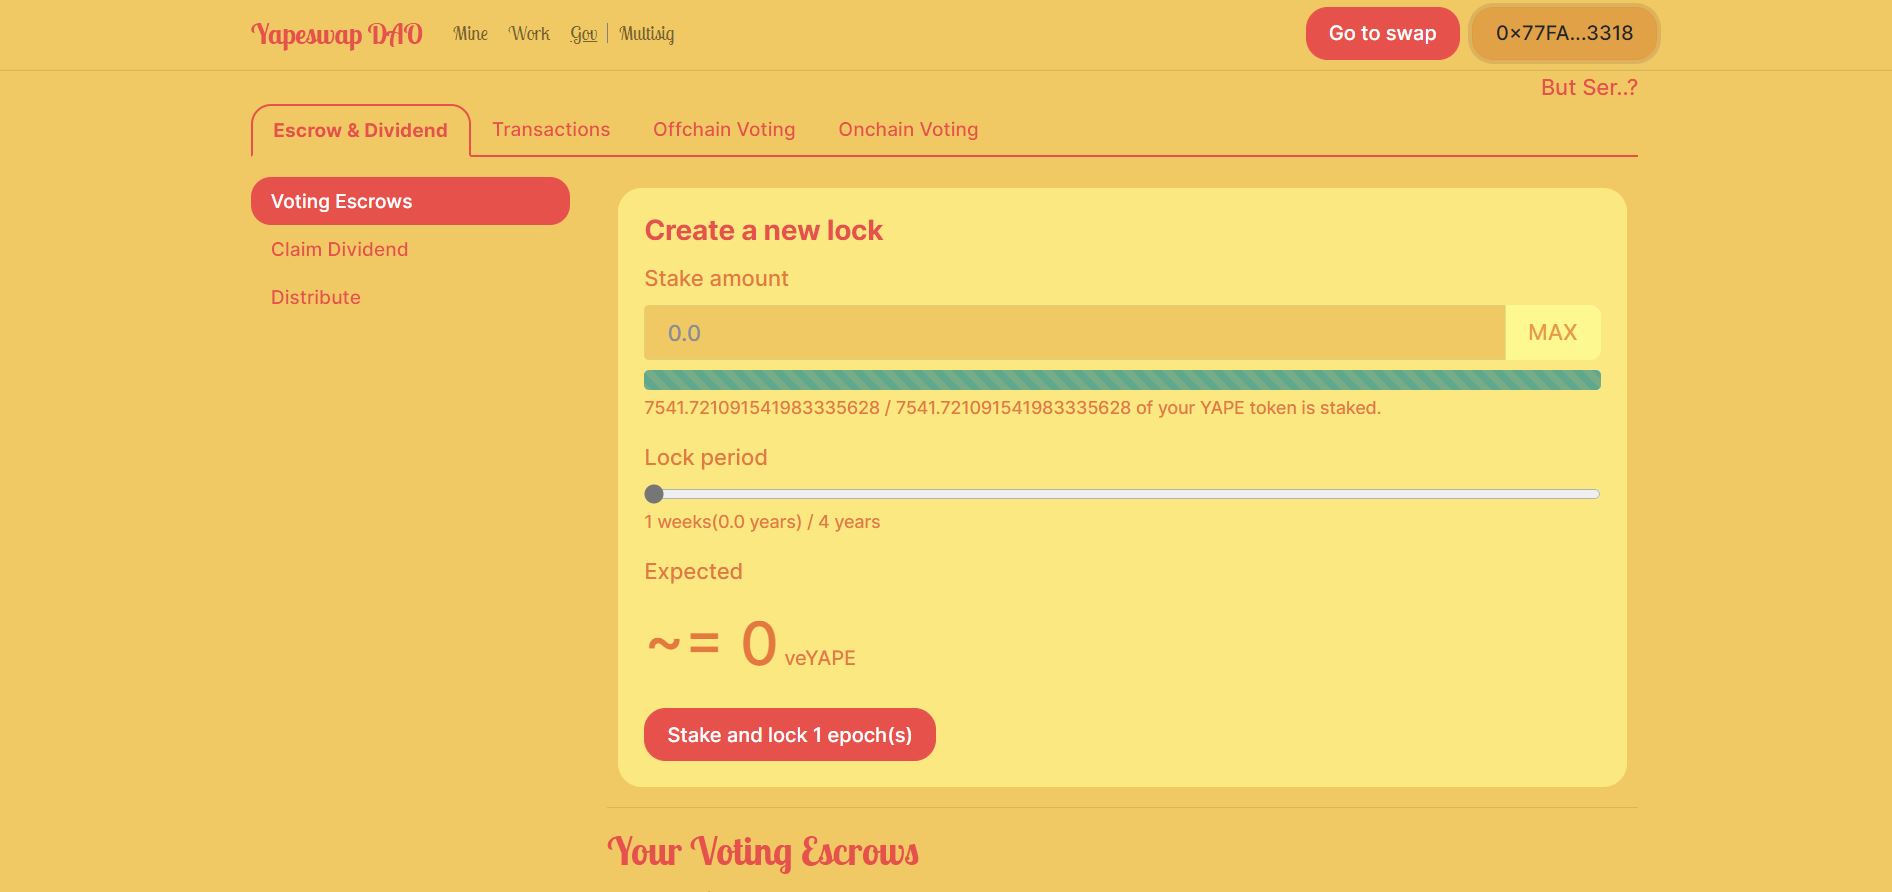 Yapeswap DAO Mine Work Gov Multisig Go to swap 0x77FA...3318
But Ser..?
Escrow & Dividend Transactions Offchain Voting Onchain Voting
Voting Escrows
Claim Dividend
Distribute
Create a new lock
Stake amount
0.0 MAX
7541.721091541983335628 / 7541.721091541983335628 of your YAPE token is staked.
Lock period
1 weeks(0.0 years) / 4 years
Expected
~= 0 veYAPE
Stake and lock 1 epoch(s)
Your Voting Escrows